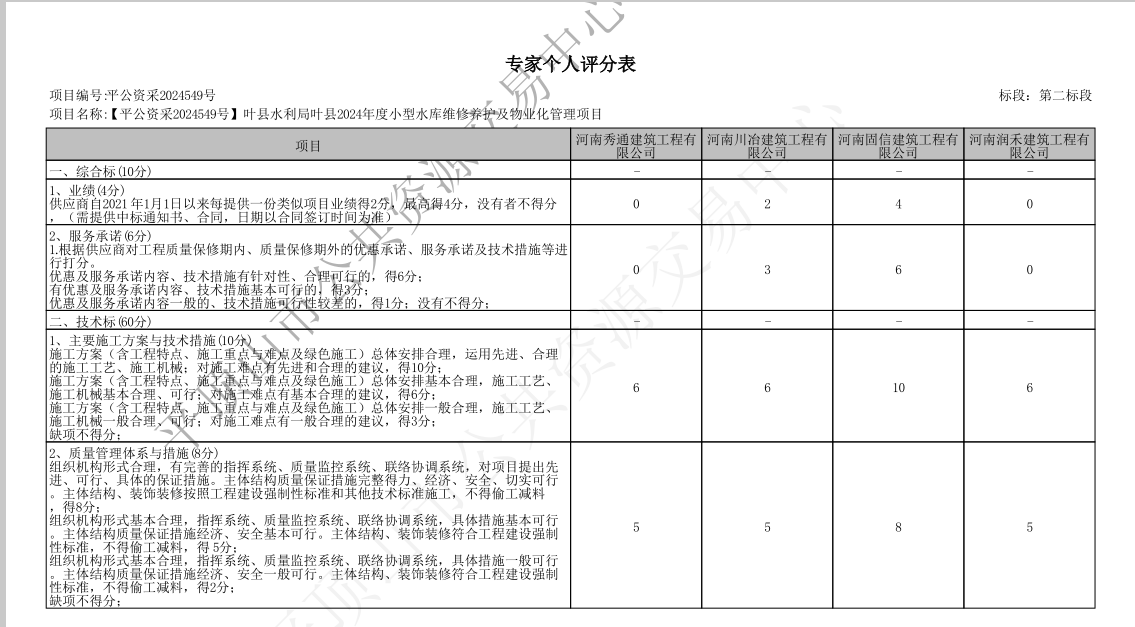 专家个人评分表
项目编号:平公资采2024549号
标段：第二标段
项目名称:【平公资采2024549号】叶县水利局叶县2024年度小型水库维修养护及物业化管理项目
项目
河南秀通建筑工程有
限公司
河南川冶建筑工程有
限公司
河南固信建筑工程有
限公司
河南润禾建筑工程有
限公司
一、综合标(10分)
-
-
-
-
1、业绩(4分)
供应商自2021 年1月1日以来每提供一份类似项目业绩得2分，最高得4分，没有者不得分
，（需提供中标通知书、合同，日期以合同签订时间为准）
0
2
4
0
2、服务承诺(6分)
1.根据供应商对工程质量保修期内、质量保修期外的优惠承诺、服务承诺及技术措施等进
行打分。
优惠及服务承诺内容、技术措施有针对性、合理可行的，得6分；
有优惠及服务承诺内容、技术措施基本可行的，得3分；
优惠及服务承诺内容一般的、技术措施可行性较差的，得1分；没有不得分；
0
3
6
0
二、技术标(60分)
-
-
-
-
1、主要施工方案与技术措施(10分)
施工方案（含工程特点、施工重点与难点及绿色施工）总体安排合理，运用先进、合理
的施工工艺、施工机械；对施工难点有先进和合理的建议，得10分；
施工方案（含工程特点、施工重点与难点及绿色施工）总体安排基本合理，施工工艺、
施工机械基本合理、可行；对施工难点有基本合理的建议，得6分；
施工方案（含工程特点、施工重点与难点及绿色施工）总体安排一般合理，施工工艺、
施工机械一般合理、可行；对施工难点有一般合理的建议，得3分；
缺项不得分；
6
6
10
6
2、质量管理体系与措施(8分)
组织机构形式合理，有完善的指挥系统、质量监控系统、联络协调系统，对项目提出先
进、可行、具体的保证措施。主体结构质量保证措施完整得力、经济、安全、切实可行
。主体结构、装饰装修按照工程建设强制性标准和其他技术标准施工，不得偷工减料
，得8分；
组织机构形式基本合理，指挥系统、质量监控系统、联络协调系统，具体措施基本可行
。主体结构质量保证措施经济、安全基本可行。主体结构、装饰装修符合工程建设强制
性标准，不得偷工减料，得 5分；
组织机构形式基本合理，指挥系统、质量监控系统、联络协调系统，具体措施一般可行
。主体结构质量保证措施经济、安全一般可行。主体结构、装饰装修符合工程建设强制
性标准，不得偷工减料，得2分；
缺项不得分；
5
5
8
5
平顶山市公共资源交易中心
平顶山市公共资源交易中心